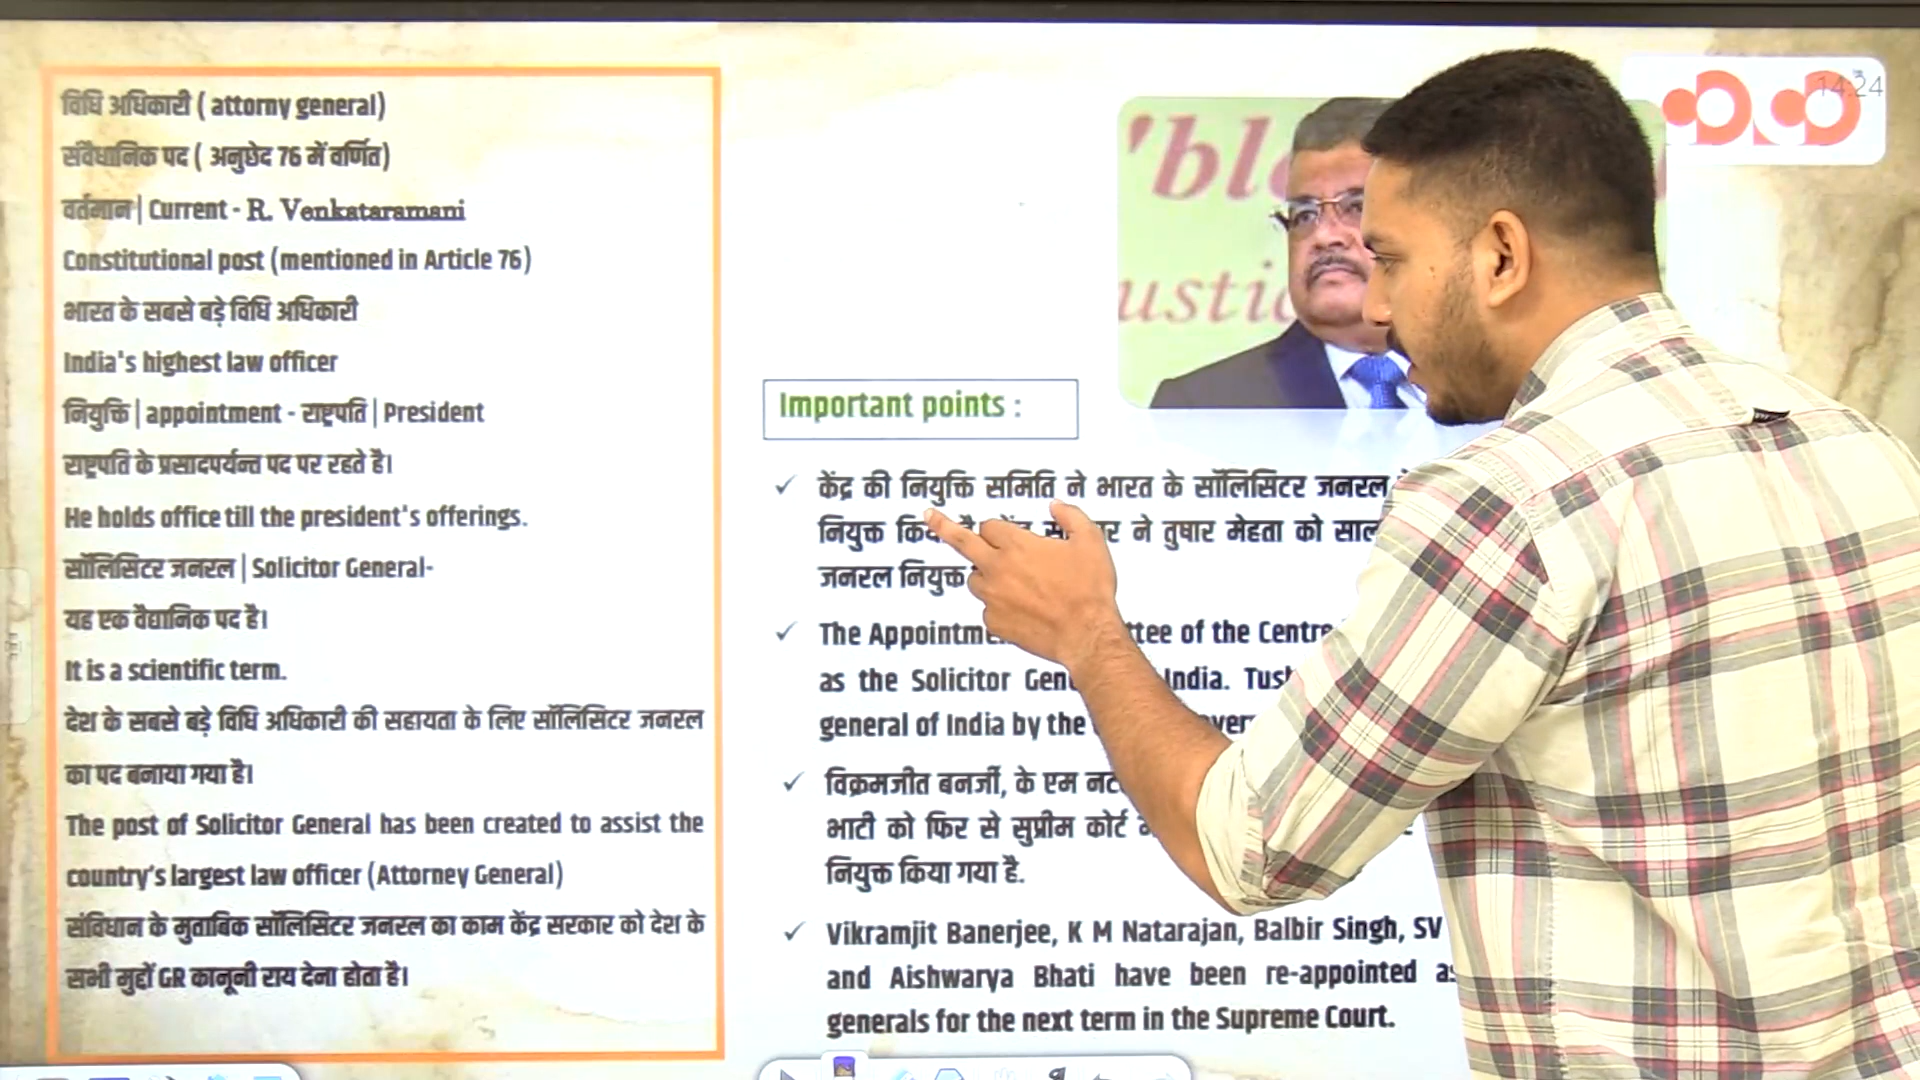 विधि अधिकारी ( attorny general)
संवैधानिक पद ( अनुछेद 76 में वर्णित)
वर्तमान | Current - R. Venkataramani
Constitutional post (mentioned in Article 76)
भारत के सबसे बड़े विधि अधिकारी
India's highest law officer
नियुक्ति | appointment - राष्ट्रपति | President
राष्ट्रपति के प्रसादपर्यन्त पद पर रहते है।
He holds office till the president's offerings.
सॉलिसिटर जनरल | Solicitor General-
यह एक वैद्यानिक पद है।
It is a scientific term.
देश के सबसे बड़े विधि अधिकारी की सहायता के लिए सॉलिसिटर जनरल
का पद बनाया गया है।
The post of Solicitor General has been created to assist the
country's largest law officer (Attorney General)
संविधान के मुताबिक सॉलिसिटर जनरल का काम केंद्र सरकार को देश के
सभी मुद्दों GR कानूनी राय देना होता है।
14:24
Important points :
केंद्र की नियुक्ति समिति ने भारत के सॉलिसिटर जनरल
नियुक्त ने तुषार मेहता को
जनरल नियुक्त
The of the Centre
as the Solicitor India.
general of India by the
विक्रमजीत बनर्जी, के एम
भाटी को फिर से सुप्रीम कोर्ट
नियुक्त किया गया है.
Vikramjit Banerjee, K M Natarajan, Balbir Singh, SV
and Aishwarya Bhati have been re-appointed
generals for the next term in the Supreme Court.